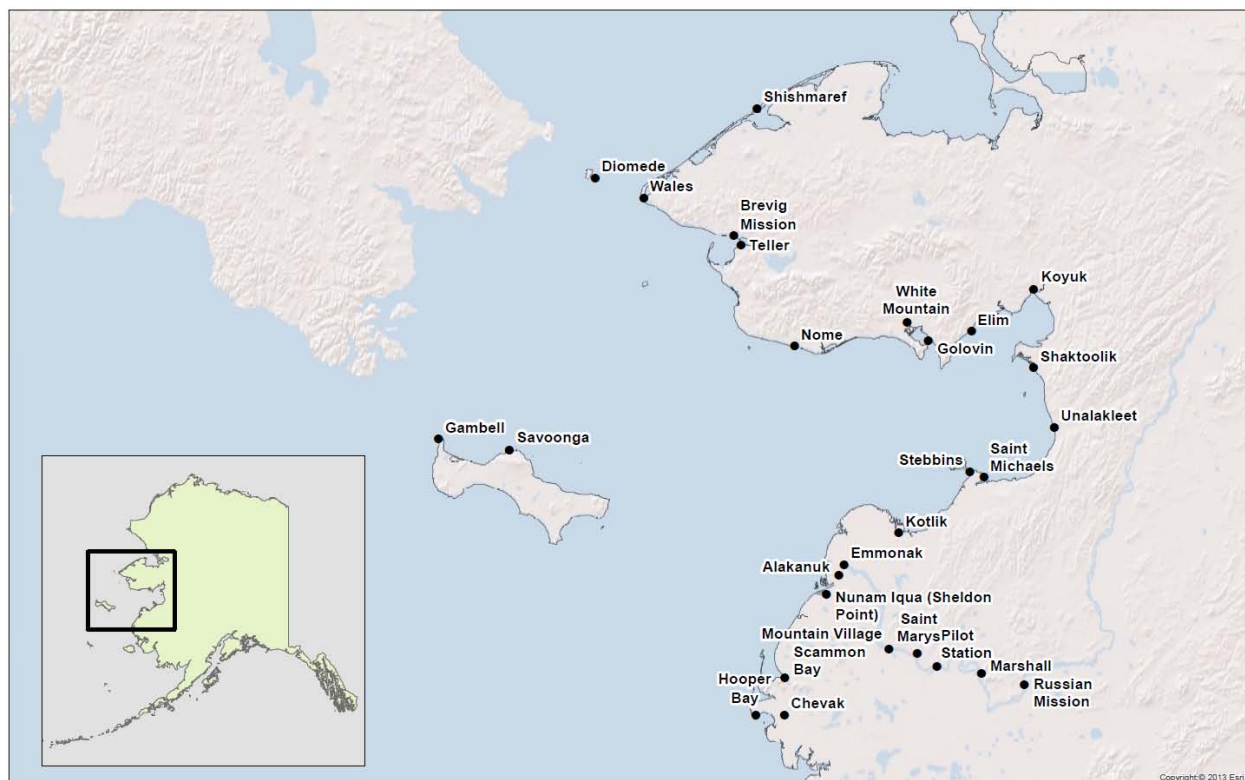 Shishmaref
Diomede
Wales
Brevig
Mission
Teller
Koyuk
White
Mountain
Elim
Nome
Golovin
Shaktoolik
Gambell
Savoonga
Unalakleet
Stebbins
Saint
Michaels
Kotlik
Emmonak
Alakanuk
Nunam Iqua (Sheldon
Point)
Mountain Village
Saint
Marys
Pilot
Station
Scammon
Bay
Marshall
Hooper
Bay
Chevak
Russian
Mission
Copyright:© 2013 Esri